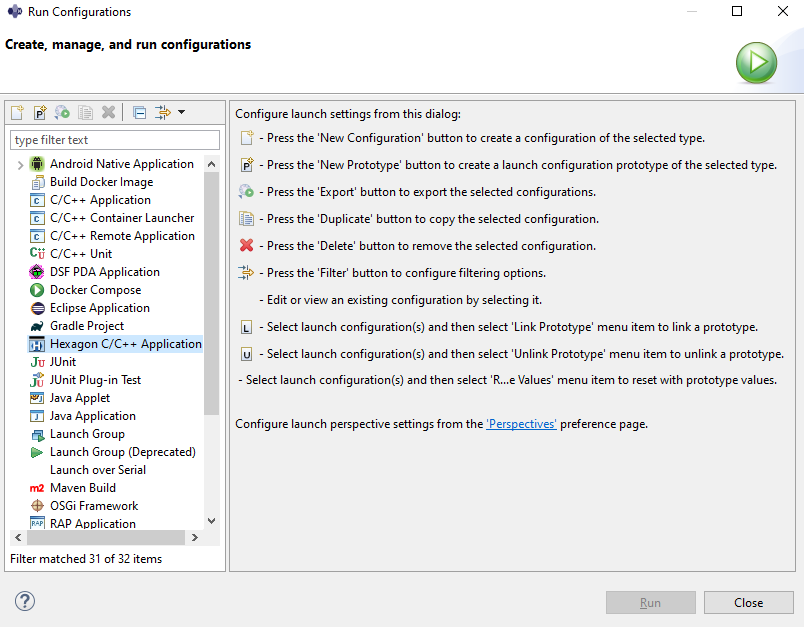 Run Configurations
Create, manage, and run configurations
type filter text
Android Native Application
Build Docker Image
C/C++ Application
C/C++ Container Launcher
C/C++ Remote Application
C/C++ Unit
DSF PDA Application
Docker Compose
Eclipse Application
Gradle Project
Hexagon C/C++ Application
JUnit
JUnit Plug-in Test
Java Applet
Java Application
Launch Group
Launch Group (Deprecated)
Launch over Serial
m2 Maven Build
OSGi Framework
RAP RAP Application
Filter matched 31 of 32 items
Configure launch settings from this dialog:
- Press the 'New Configuration' button to create a configuration of the selected type.
- Press the 'New Prototype' button to create a launch configuration prototype of the selected type.
- Press the 'Export' button to export the selected configurations.
- Press the 'Duplicate' button to copy the selected configuration.
- Press the 'Delete' button to remove the selected configuration.
- Press the 'Filter' button to configure filtering options.
- Edit or view an existing configuration by selecting it.
L - Select launch configuration(s) and then select 'Link Prototype' menu item to link a prototype.
U - Select launch configuration(s) and then select 'Unlink Prototype' menu item to unlink a prototype.
- Select launch configuration(s) and then select 'R...e Values' menu item to reset with prototype values.
Configure launch perspective settings from the 'Perspectives' preference page.
?
Run
Close